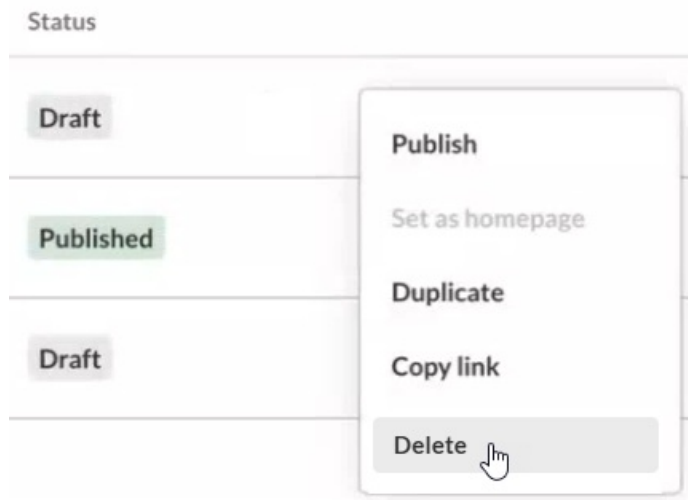 Status
Draft
Publish
Set as homepage
Published
Duplicate
Draft
Copy link
Delete